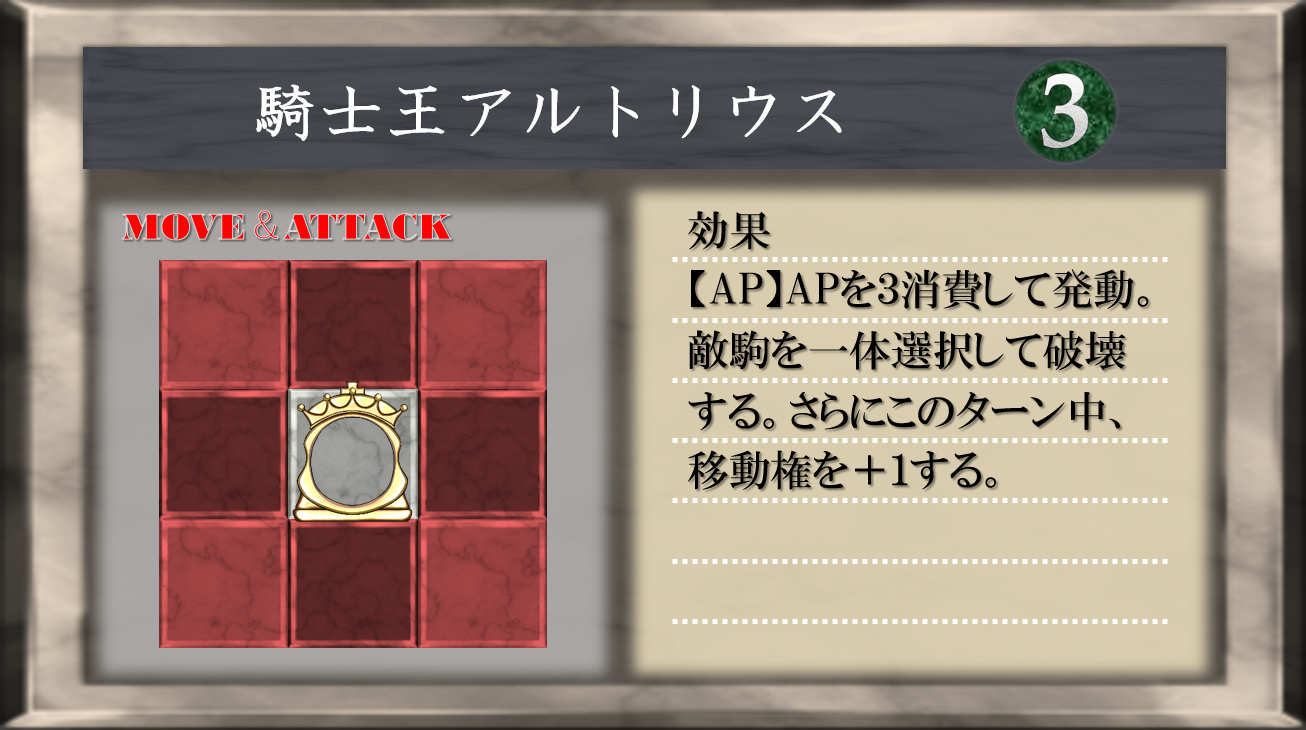 騎士王アルトリウス
3
MOVE & ATTACK
効果
【AP】APを3消費して発動。
敵駒を一体選択して破壊
する。さらにこのターン中、
移動権を+1する。